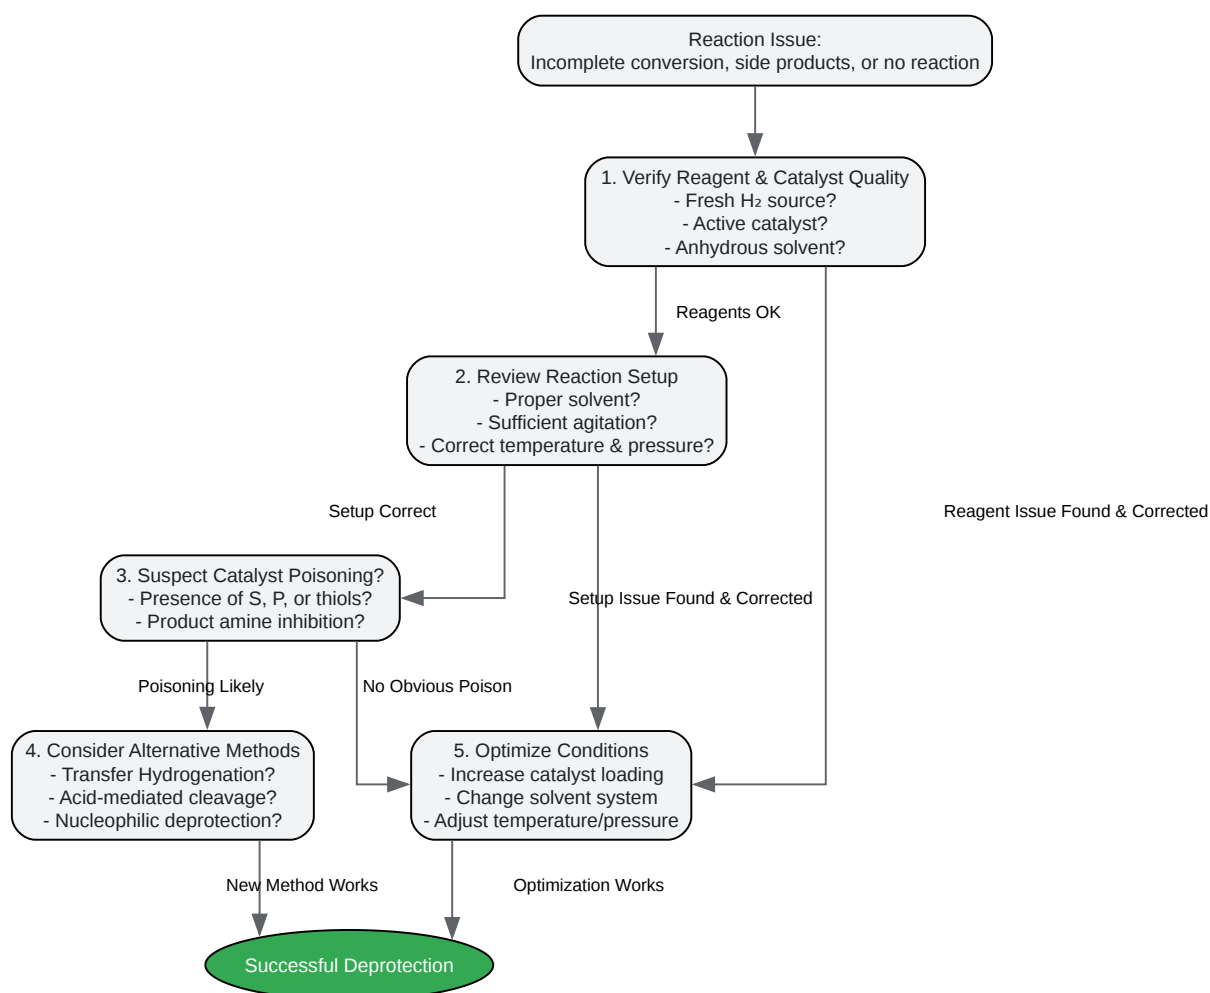 Reaction Issue:
Incomplete conversion, side products, or no reaction
1. Verify Reagent & Catalyst Quality
- Fresh H₂ source?
- Active catalyst?
- Anhydrous solvent?
Reagents OK
2. Review Reaction Setup
- Proper solvent?
- Sufficient agitation?
- Correct temperature & pressure?
Setup Correct
Reagent Issue Found & Corrected
3. Suspect Catalyst Poisoning?
- Presence of S, P, or thiols?
- Product amine inhibition?
Setup Issue Found & Corrected
Poisoning Likely
No Obvious Poison
4. Consider Alternative Methods
- Transfer Hydrogenation?
- Acid-mediated cleavage?
- Nucleophilic deprotection?
5. Optimize Conditions
- Increase catalyst loading
- Change solvent system
- Adjust temperature/pressure
New Method Works
Optimization Works
Successful Deprotection